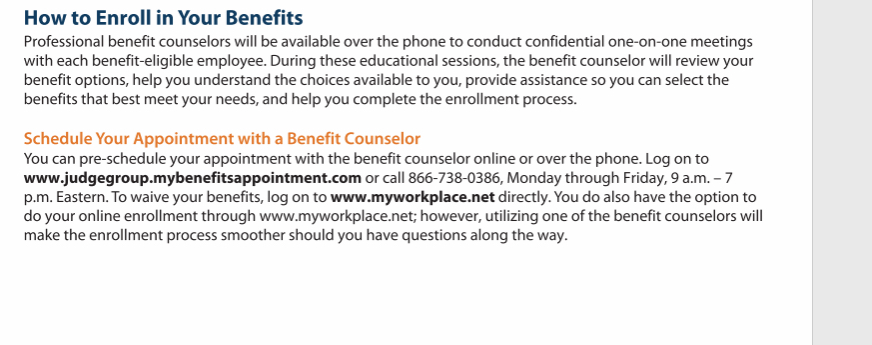 How to Enroll in Your Benefits
Professional benefit counselors will be available over the phone to conduct confidential one-on-one meetings
with each benefit-eligible employee. During these educational sessions, the benefit counselor will review your
benefit options, help you understand the choices available to you, provide assistance so you can select the
benefits that best meet your needs, and help you complete the enrollment process.
Schedule Your Appointment with a Benefit Counselor
You can pre-schedule your appointment with the benefit counselor online or over the phone. Log on to
www.judgegroup.mybenefitsappointment.com or call 866-738-0386, Monday through Friday, 9 a.m. – 7
p.m. Eastern. To waive your benefits, log on to www.myworkplace.net directly. You do also have the option to
do your online enrollment through www.myworkplace.net; however, utilizing one of the benefit counselors will
make the enrollment process smoother should you have questions along the way.